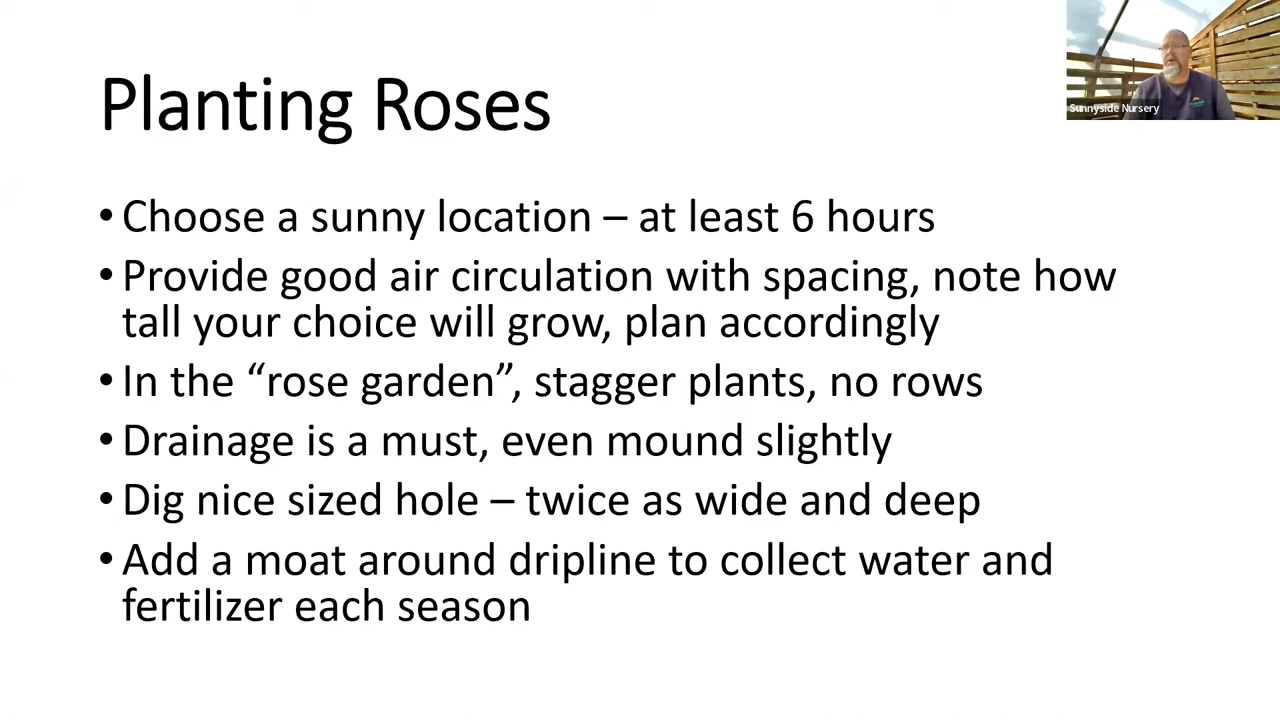 Planting Roses
Sunnyside Nursery
• Choose a sunny location – at least 6 hours
• Provide good air circulation with spacing, note how
tall your choice will grow, plan accordingly
• In the “rose garden”, stagger plants, no rows
• Drainage is a must, even mound slightly
• Dig nice sized hole – twice as wide and deep
• Add a moat around dripline to collect water and
fertilizer each season